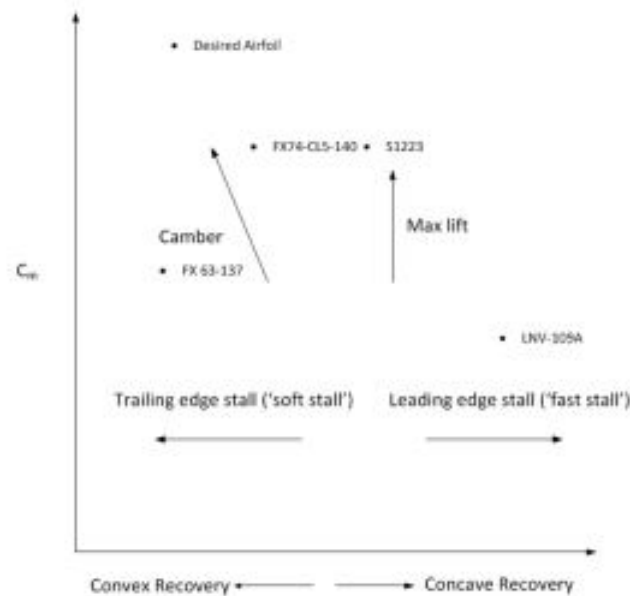 Desired Airfoil
FX74-CL5-140
S1223
Camber
Max lift
FX 63-137
Cm
LNV-109A
Trailing edge stall ('soft stall')
Leading edge stall ('fast stall')
Convex Recovery
Concave Recovery